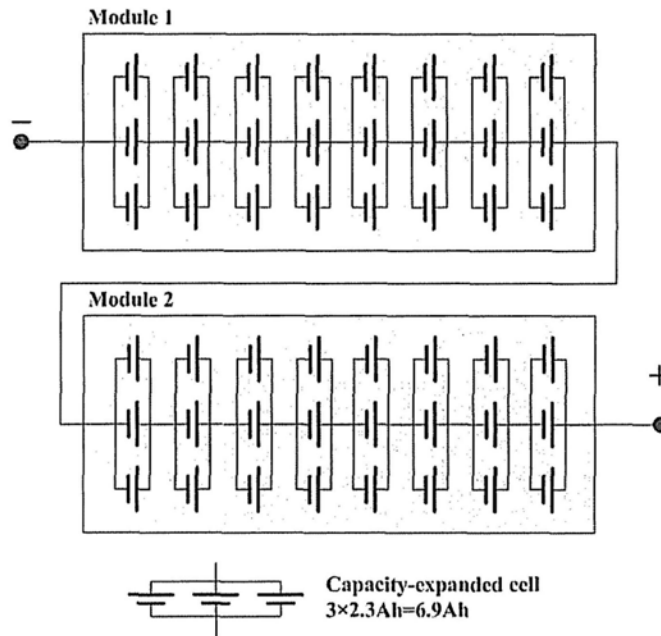 Module 1
−
Module 2
+
Capacity-expanded cell
3×2.3Ah=6.9Ah